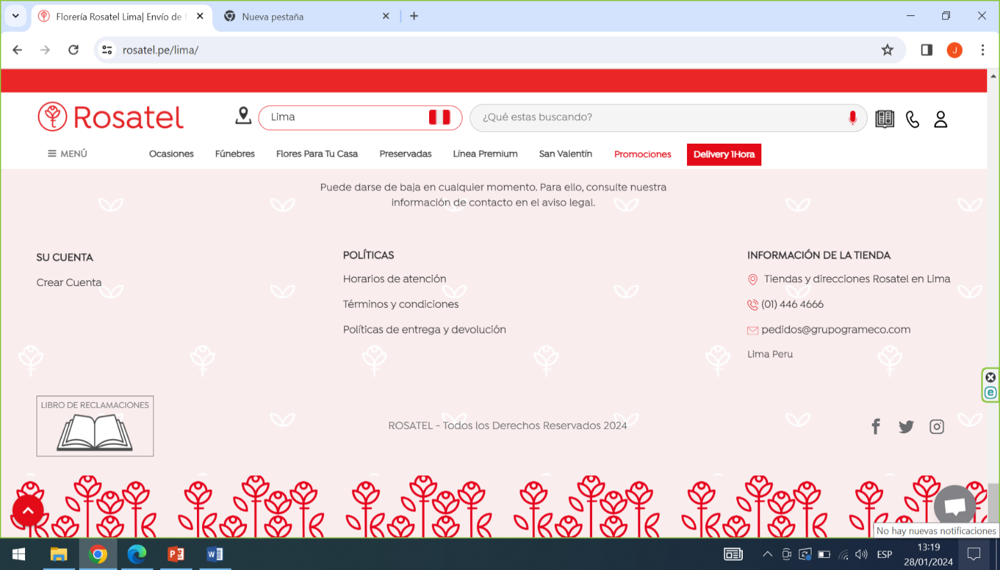 Florería Rosatel Lima| Envío de
Nueva pestaña
rosatel.pe/lima/
J
Rosatel
Lima
¿Qué estas buscando?
MENÚ
Ocasiones
Fúnebres
Flores Para Tu Casa
Preservadas
Línea Premium
San Valentín
Promociones
Delivery 1Hora
Puede darse de baja en cualquier momento. Para ello, consulte nuestra
información de contacto en el aviso legal.
SU CUENTA
Crear Cuenta
POLÍTICAS
Horarios de atención
Términos y condiciones
Políticas de entrega y devolución
INFORMACIÓN DE LA TIENDA
Tiendas y direcciones Rosatel en Lima
(01) 446 4666
pedidos@grupogrameco.com
Lima Peru
LIBRO DE RECLAMACIONES
ROSATEL - Todos los Derechos Reservados 2024
No hay nuevas notificaciones
ESP
13:19
28/01/2024